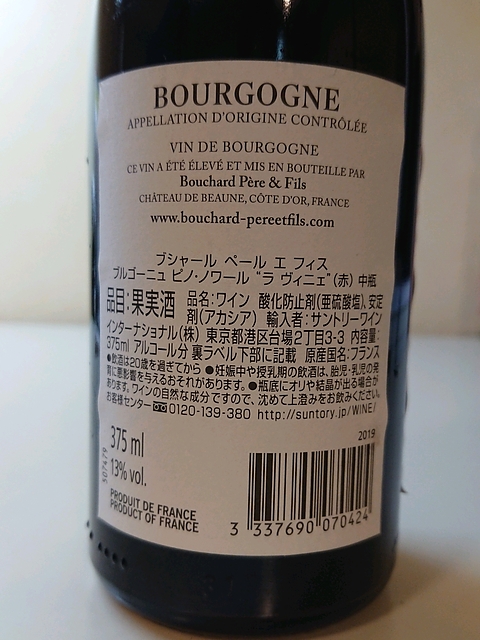 BOURGOGNE
APPELLATION D'ORIGINE CONTRÔLÉE
VIN DE BOURGOGNE
CE VIN A ÉTÉ ÉLEVÉ ET MIS EN BOUTEILLE PAR
Bouchard Père & Fils
CHÂTEAU DE BEAUNE, CÔTE D'OR, FRANCE
www.bouchard-pereetfils.com
ブシャール ペール エ フィス
ブルゴーニュ ピノ・ノワール “ラ ヴィニェ”(赤) 中瓶
品目:果実酒 品名:ワイン 酸化防止剤(亜硫酸塩)、安定
剤(アカシア) 輸入者:サントリーワイン
インターナショナル(株) 東京都港区台場2丁目3-3 内容量:
375ml アルコール分 裏ラベル下部に記載 原産国名:フランス
●飲酒は20歳を過ぎてから ●妊娠中や授乳期の飲酒は、胎児・乳児の発
育に悪影響を与えるおそれがあります。●瓶底にオリや結晶が出る場合が
あります。ワインの自然な成分ですので、沈めて上澄みをお飲みください。
お客様センター 0120-139-380 http://suntory.jp/WINE/
2019
375 ml
13% vol.
507479
PRODUIT DE FRANCE
PRODUCT OF FRANCE
3 337690 070424